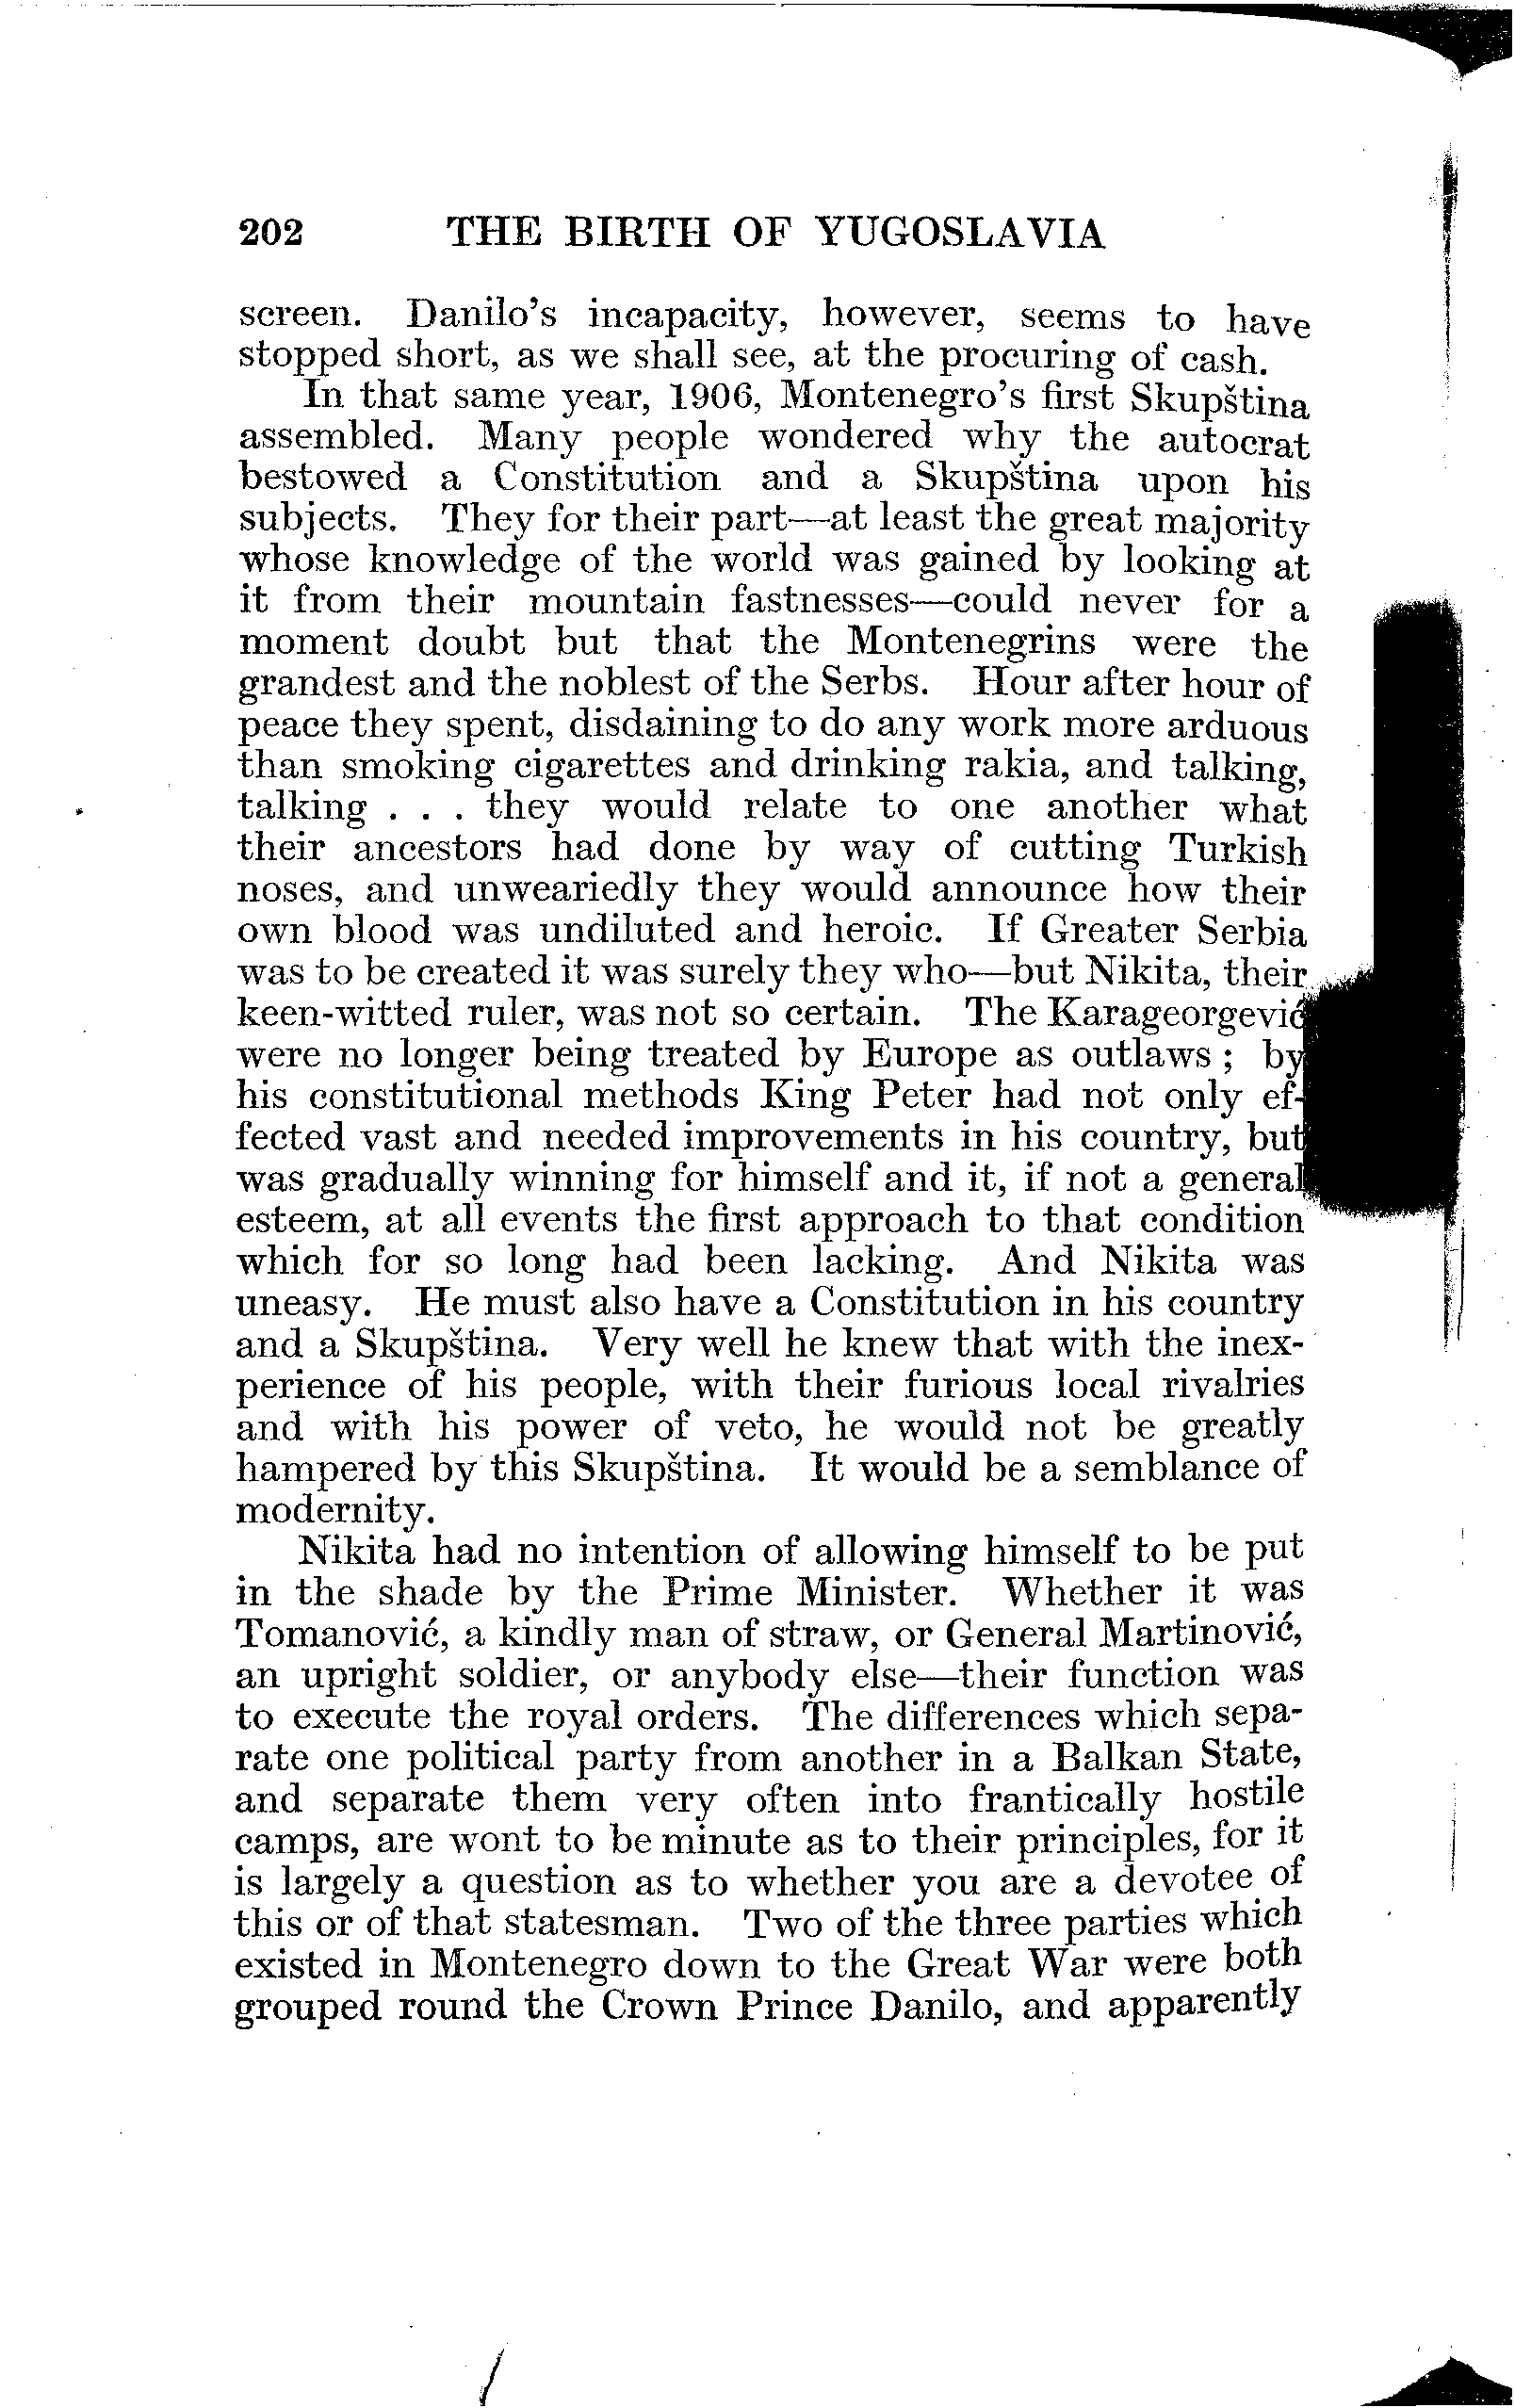 202 THE BIRTH OF YUGOSLAVIA
screen. Danilo's incapacity, however, seems to have
stopped short, as we shall see, at the procuring of cash.
In that same year, 1906, Montenegro's first Skupština
assembled. Many people wondered why the autocrat
bestowed a Constitution and a Skupština upon his
subjects. They for their part—at least the great majority
whose knowledge of the world was gained by looking at
it from their mountain fastnesses—could never for a
moment doubt but that the Montenegrins were the
grandest and the noblest of the Serbs. Hour after hour of
peace they spent, disdaining to do any work more arduous
than smoking cigarettes and drinking rakia, and talking,
talking . . . they would relate to one another what
their ancestors had done by way of cutting Turkish
noses, and unweariedly they would announce how their
own blood was undiluted and heroic. If Greater Serbia
was to be created it was surely they who—but Nikita, their
keen-witted ruler, was not so certain. The Karageorgević
were no longer being treated by Europe as outlaws ; by
his constitutional methods King Peter had not only ef-
fected vast and needed improvements in his country, but
was gradually winning for himself and it, if not a general
esteem, at all events the first approach to that condition
which for so long had been lacking. And Nikita was
uneasy. He must also have a Constitution in his country
and a Skupština. Very well he knew that with the inex-
perience of his people, with their furious local rivalries
and with his power of veto, he would not be greatly
hampered by this Skupština. It would be a semblance of
modernity.
Nikita had no intention of allowing himself to be put
in the shade by the Prime Minister. Whether it was
Tomanović, a kindly man of straw, or General Martinović,
an upright soldier, or anybody else—their function was
to execute the royal orders. The differences which sepa-
rate one political party from another in a Balkan State,
and separate them very often into frantically hostile
camps, are wont to be minute as to their principles, for it
is largely a question as to whether you are a devotee of
this or of that statesman. Two of the three parties which
existed in Montenegro down to the Great War were both
grouped round the Crown Prince Danilo, and apparently